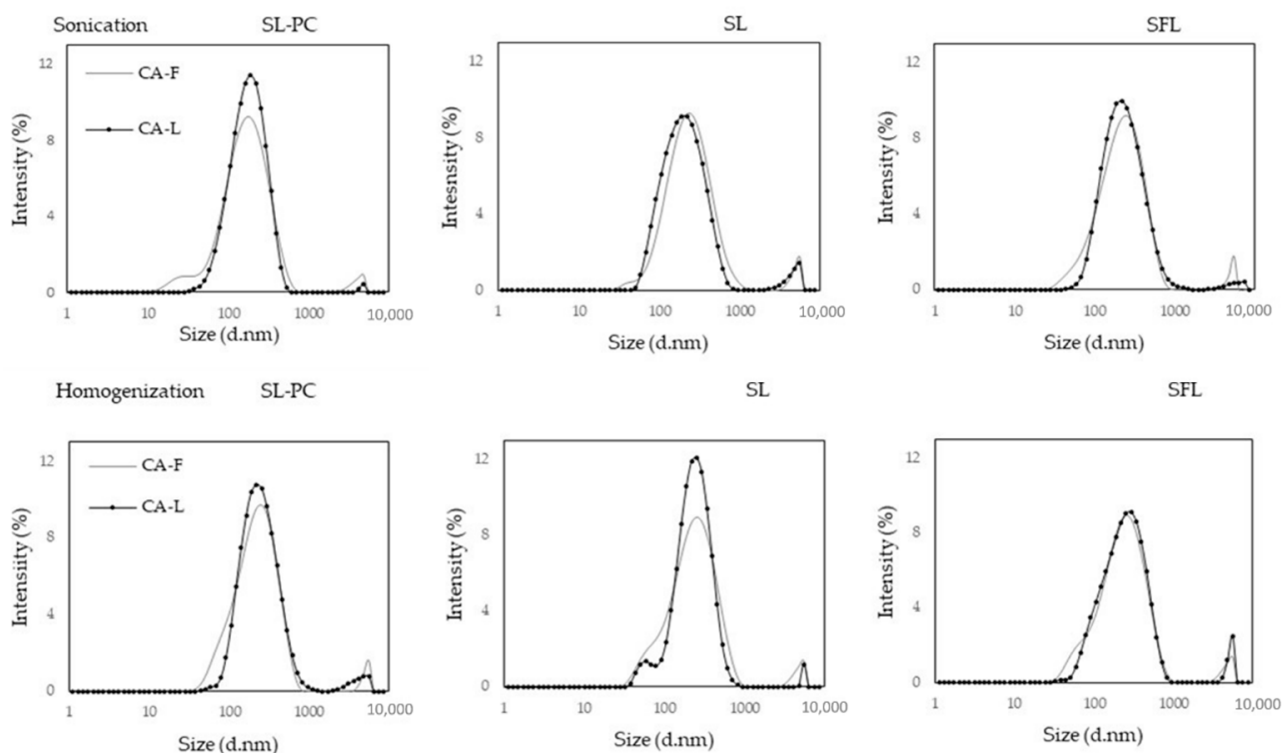 Sonication SL-PC SL SFL
Intensity (%)
12
8
4
0
CA-F
CA-L
1 10 100 1000 10,000
Size (d.nm)
Intesnsity (%)
12
8
4
0
1 10 100 1000 10,000
Size (d.nm)
Intensity (%)
12
8
4
0
1 10 100 1000 10,000
Size (d.nm)
Homogenization SL-PC SL SFL
Intensiity (%)
12
8
4
0
CA-F
CA-L
1 10 100 1000 10,000
Size (d.nm)
Intensity (%)
12
8
4
0
1 10 100 1000 10,000
Size (d.nm)
Intensity (%)
12
8
4
0
1 10 100 1000 10,000
Size (d.nm)